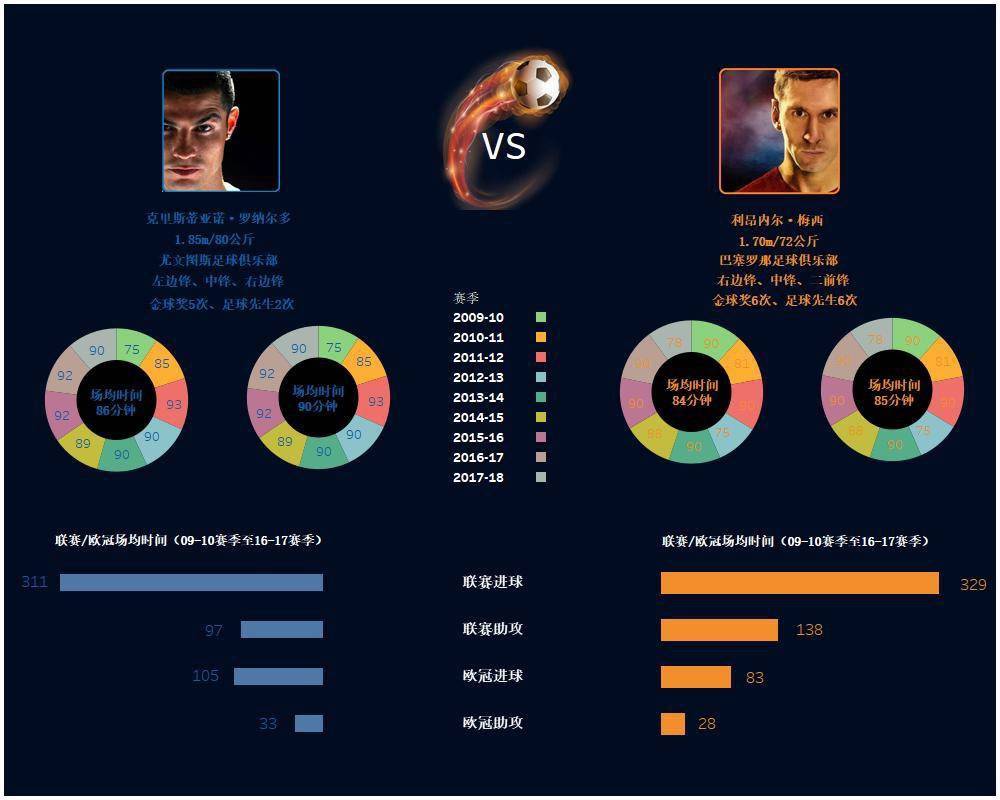 VS
克里斯蒂亚诺·罗纳尔多
1.85m/80公斤
尤文图斯足球俱乐部
左边锋、中锋、右边锋
金球奖5次、足球先生2次
利昂内尔·梅西
1.70m/72公斤
巴塞罗那足球俱乐部
右边锋、中锋、二前锋
金球奖6次、足球先生6次
75
85
93
90
90
89
92
92
90
场均时间
86分钟
75
85
93
90
90
89
92
92
90
场均时间
90分钟
赛季
2009-10
2010-11
2011-12
2012-13
2013-14
2014-15
2015-16
2016-17
2017-18
90
81
90
75
90
88
90
90
78
场均时间
84分钟
90
81
90
75
90
88
90
90
78
场均时间
85分钟
联赛/欧冠场均时间（09-10赛季至16-17赛季）
联赛/欧冠场均时间（09-10赛季至16-17赛季）
311
联赛进球
329
97
联赛助攻
138
105
欧冠进球
83
33
欧冠助攻
28